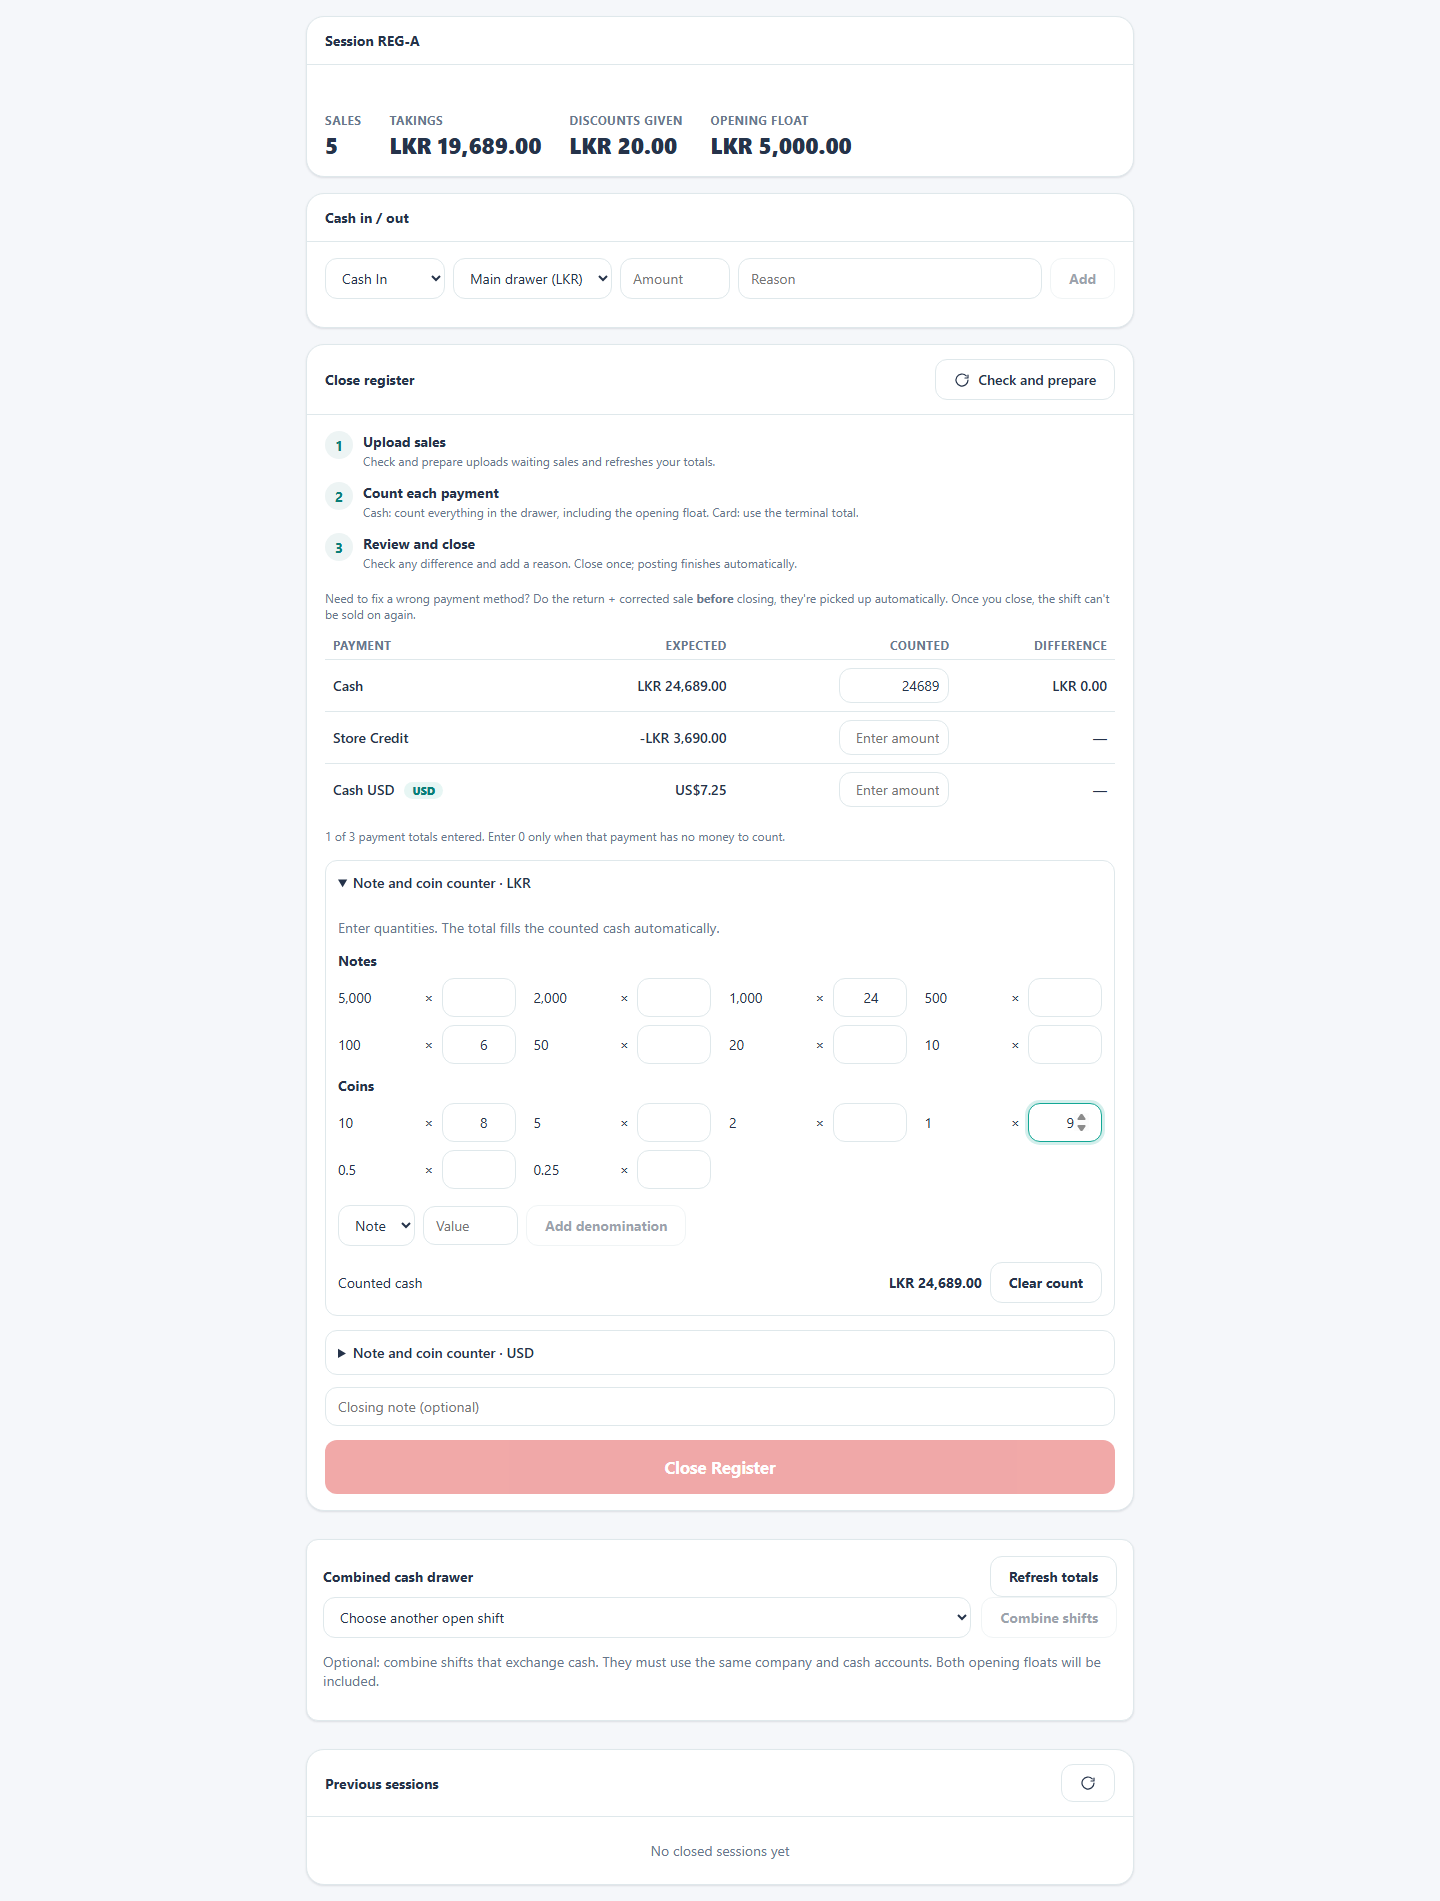 Session REG-A
SALES TAKINGS DISCOUNTS GIVEN OPENING FLOAT
5 LKR 19,689.00 LKR 20.00 LKR 5,000.00
Cash in / out
Cash In Main drawer (LKR) Amount Reason Add
Close register Check and prepare
1 Upload sales
Check and prepare uploads waiting sales and refreshes your totals.
2 Count each payment
Cash: count everything in the drawer, including the opening float. Card: use the terminal total.
3 Review and close
Check any difference and add a reason. Close once; posting finishes automatically.
Need to fix a wrong payment method? Do the return + corrected sale before closing, they're picked up automatically. Once you close, the shift can't
be sold on again.
PAYMENT EXPECTED COUNTED DIFFERENCE
Cash LKR 24,689.00 24689 LKR 0.00
Store Credit -LKR 3,690.00 Enter amount —
Cash USD USD US$7.25 Enter amount —
1 of 3 payment totals entered. Enter 0 only when that payment has no money to count.
▼ Note and coin counter · LKR
Enter quantities. The total fills the counted cash automatically.
Notes
5,000 × 2,000 × 1,000 × 24 500 ×
100 × 6 50 × 20 × 10 ×
Coins
10 × 8 5 × 2 × 1 × 9
0.5 × 0.25 ×
Note Value Add denomination
Counted cash LKR 24,689.00 Clear count
▶ Note and coin counter · USD
Closing note (optional)
Close Register
Combined cash drawer Refresh totals
Choose another open shift Combine shifts
Optional: combine shifts that exchange cash. They must use the same company and cash accounts. Both opening floats will be
included.
Previous sessions
No closed sessions yet